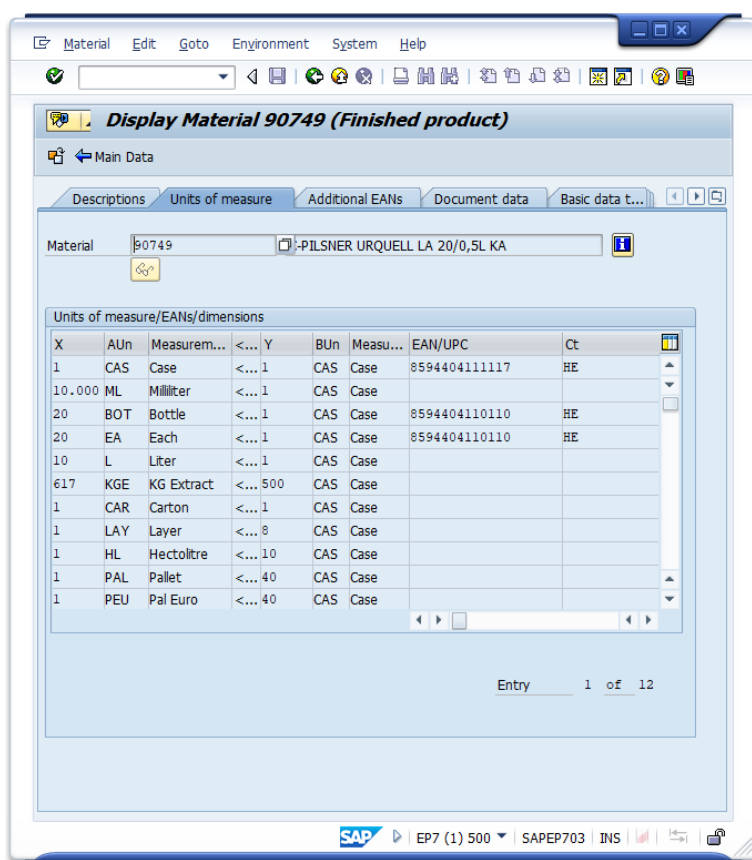 Material Edit Goto Environment System Help
Display Material 90749 (Finished product)
Main Data
Descriptions Units of measure Additional EANs Document data Basic data t...
Material 90749 -PILSNER URQUELL LA 20/0,5L KA
Units of measure/EANs/dimensions
X AUn Measurem... <... Y BUn Measu... EAN/UPC Ct
1 CAS Case <... 1 CAS Case 8594404111117 HE
10.000 ML Milliliter <... 1 CAS Case
20 BOT Bottle <... 1 CAS Case 8594404110110 HE
20 EA Each <... 1 CAS Case 8594404110110 HE
10 L Liter <... 1 CAS Case
617 KGE KG Extract <... 500 CAS Case
1 CAR Carton <... 1 CAS Case
1 LAY Layer <... 8 CAS Case
1 HL Hectolitre <... 10 CAS Case
1 PAL Pallet <... 40 CAS Case
1 PEU Pal Euro <... 40 CAS Case
Entry 1 of 12
SAP EP7 (1) 500 SAPEP703 INS